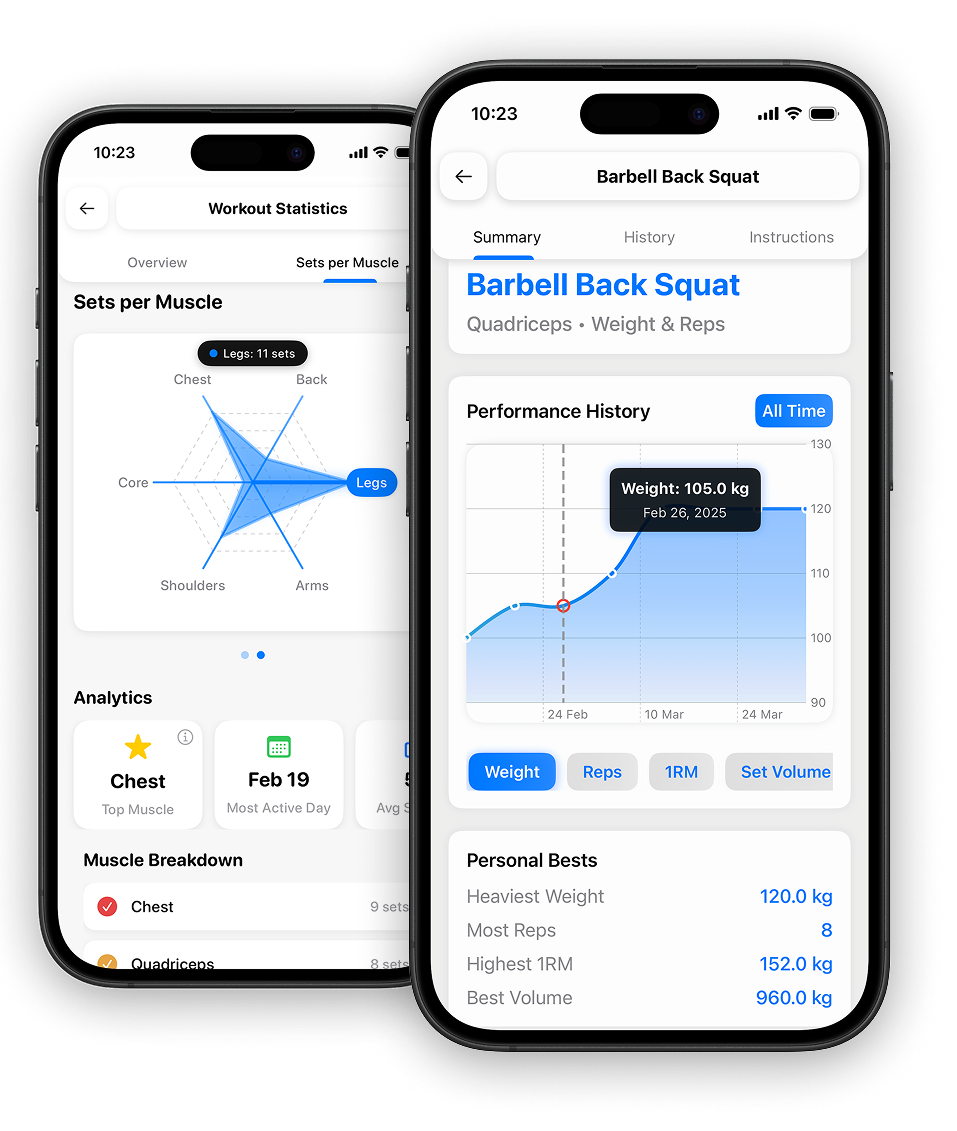 10:23
Workout Statistics
Overview
Sets per Muscle
Sets per Muscle
Legs: 11 sets
Chest
Back
Core
Legs
Shoulders
Arms
Analytics
Chest
Top Muscle
Feb 19
Most Active Day
Avg
Muscle Breakdown
Chest
9 sets
Quadriceps
8 sets
10:23
Barbell Back Squat
Summary
History
Instructions
Barbell Back Squat
Quadriceps • Weight & Reps
Performance History
All Time
130
Weight: 105.0 kg
Feb 26, 2025
120
110
100
90
24 Feb
10 Mar
24 Mar
Weight
Reps
1RM
Set Volume
Personal Bests
Heaviest Weight
120.0 kg
Most Reps
8
Highest 1RM
152.0 kg
Best Volume
960.0 kg